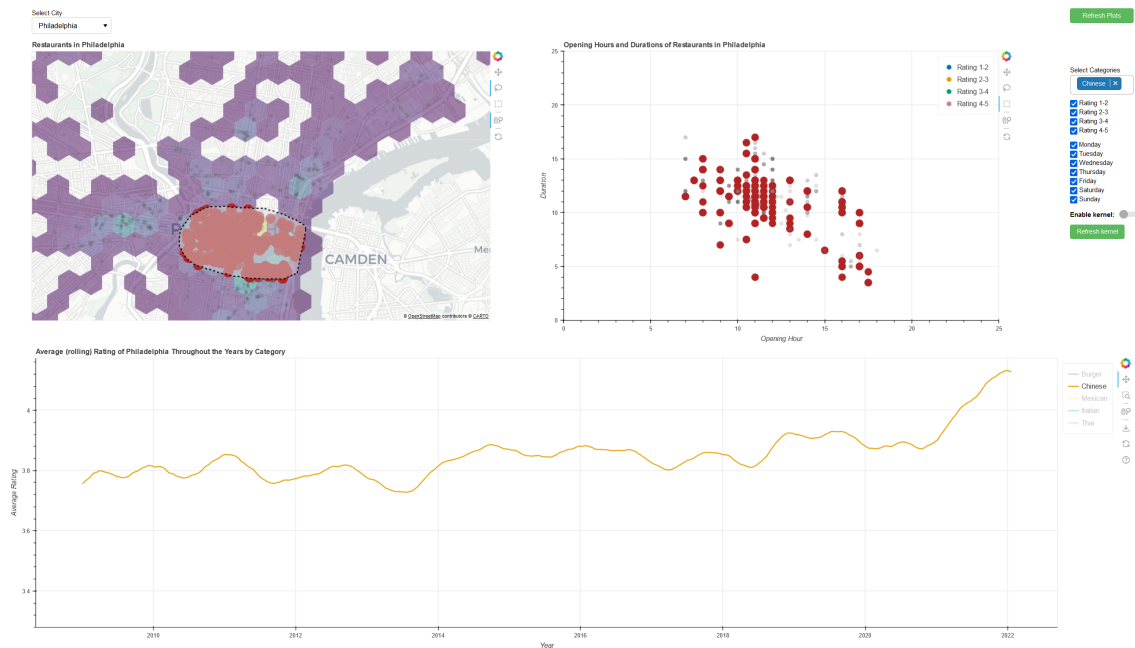 Select City
Philadelphia
Refresh Plots
Restaurants in Philadelphia
CAMDEN
© OpenStreetMap contributors © CARTO
Opening Hours and Durations of Restaurants in Philadelphia
Rating 1-2
Rating 2-3
Rating 3-4
Rating 4-5
25
20
15
10
5
0
Duration
0
5
10
15
20
25
Opening Hour
Select Categories
Chinese | ×
Rating 1-2
Rating 2-3
Rating 3-4
Rating 4-5
Monday
Tuesday
Wednesday
Thursday
Friday
Saturday
Sunday
Enable kernel:
Refresh kernel
Average (rolling) Rating of Philadelphia Throughout the Years by Category
Burger
Chinese
Mexican
Italian
Thai
4
3.8
3.6
3.4
Average Rating
2010
2012
2014
2016
2018
2020
2022
Year